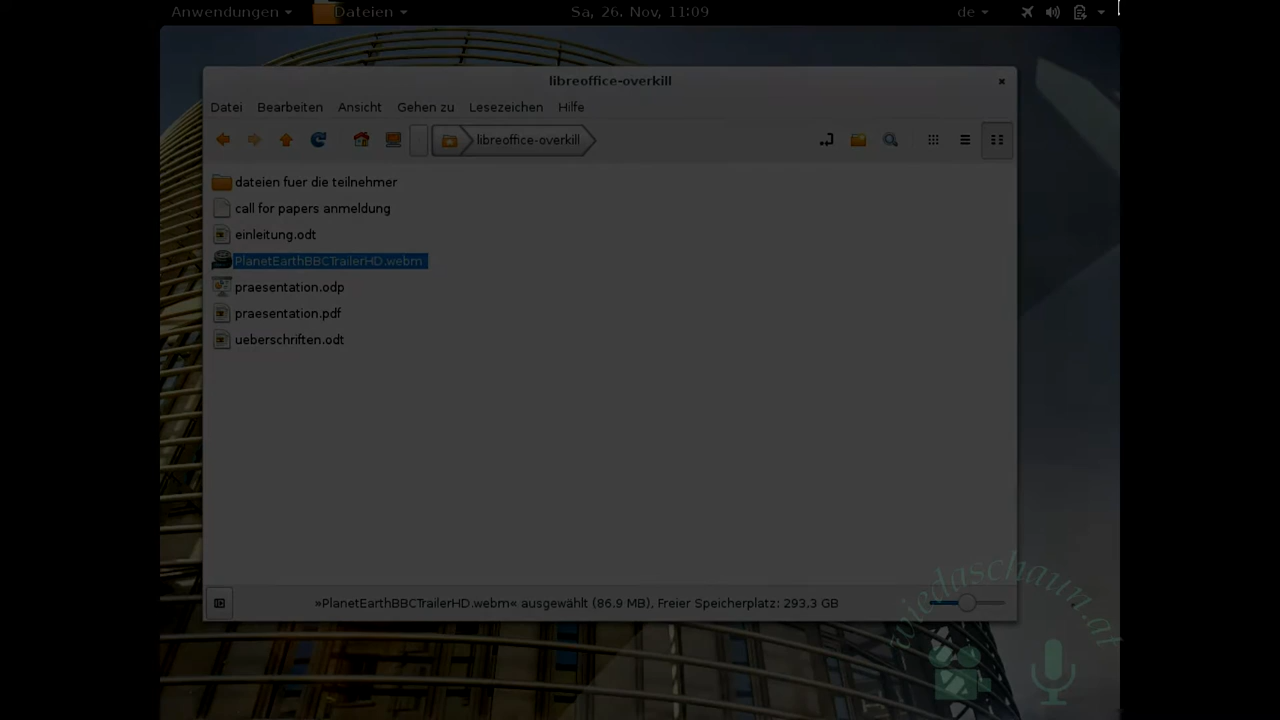 Anwendungen Dateien Sa, 26. Nov, 11:09 de
libreoffice-overkill
Datei Bearbeiten Ansicht Gehen zu Lesezeichen Hilfe
libreoffice-overkill
dateien fuer die teilnehmer
call for papers anmeldung
einleitung.odt
PlanetEarthBBCTrailerHD.webm
praesentation.odp
praesentation.pdf
ueberschriften.odt
»PlanetEarthBBCTrailerHD.webm« ausgewählt (86.9 MB), Freier Speicherplatz: 293.3 GB
wiedaschaun.at